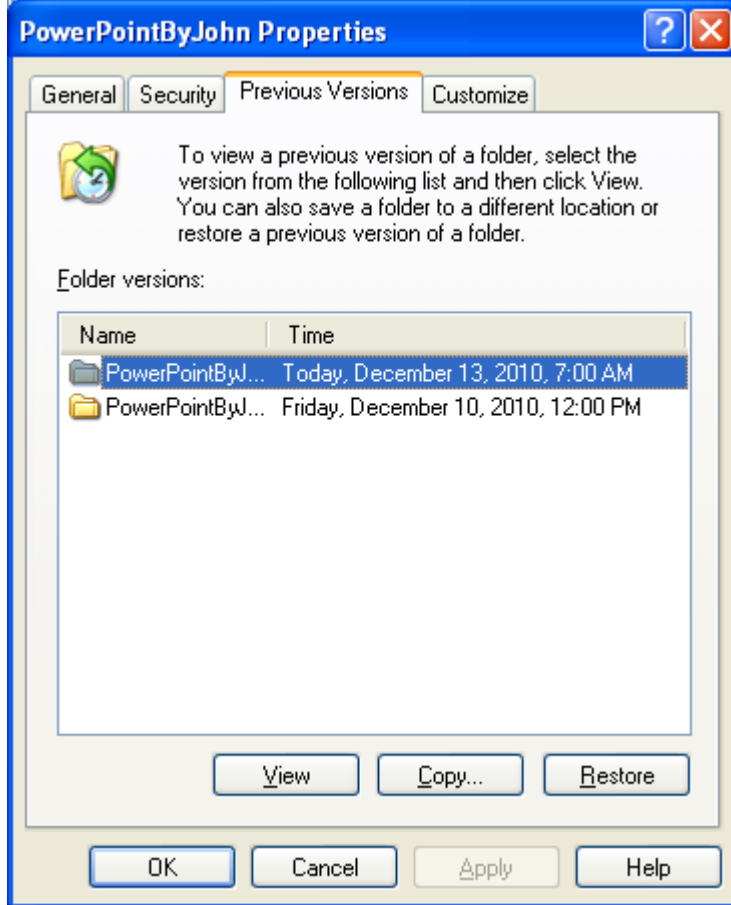 PowerPointByJohn Properties
General Security Previous Versions Customize
To view a previous version of a folder, select the
version from the following list and then click View.
You can also save a folder to a different location or
restore a previous version of a folder.
Folder versions:
Name Time
PowerPointByJ... Today, December 13, 2010, 7:00 AM
PowerPointByJ... Friday, December 10, 2010, 12:00 PM
View Copy... Restore
OK Cancel Apply Help